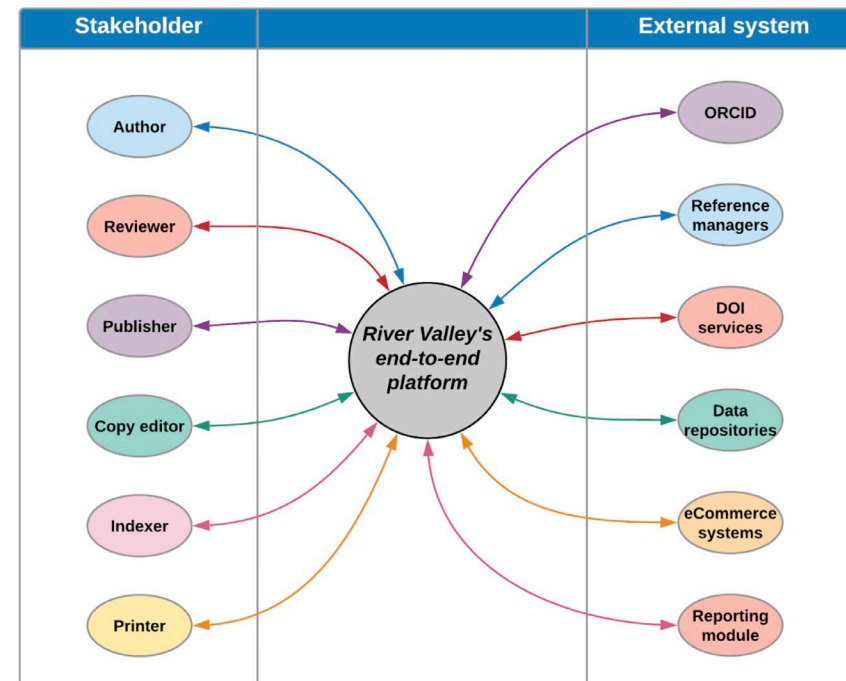 Stakeholder
External system
Author
Reviewer
Publisher
Copy editor
Indexer
Printer
River Valley's
end-to-end
platform
ORCID
Reference
managers
DOI
services
Data
repositories
eCommerce
systems
Reporting
module